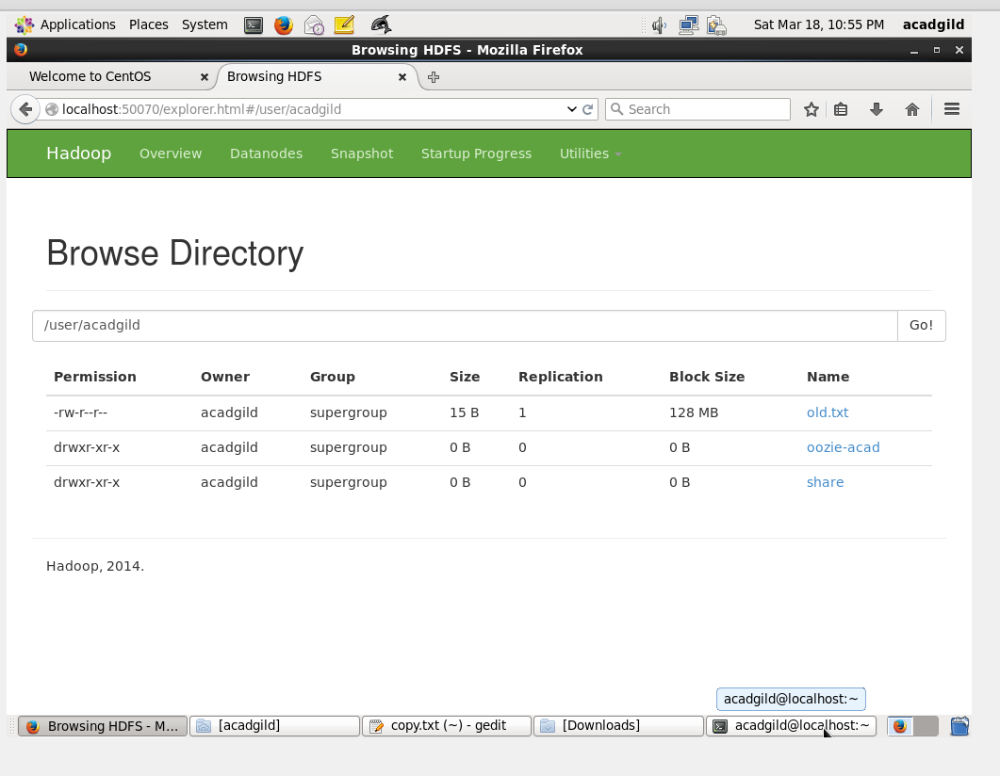 Applications Places System Sat Mar 18, 10:55 PM acadgild
Browsing HDFS - Mozilla Firefox
Welcome to CentOS Browsing HDFS
localhost:50070/explorer.html#/user/acadgild Search
Hadoop Overview Datanodes Snapshot Startup Progress Utilities
Browse Directory
/user/acadgild Go!
Permission Owner Group Size Replication Block Size Name
-rw-r--r-- acadgild supergroup 15 B 1 128 MB old.txt
drwxr-xr-x acadgild supergroup 0 B 0 0 B oozie-acad
drwxr-xr-x acadgild supergroup 0 B 0 0 B share
Hadoop, 2014.
acadgild@localhost:~
Browsing HDFS - M... [acadgild] copy.txt (~) - gedit [Downloads] acadgild@localhost:~